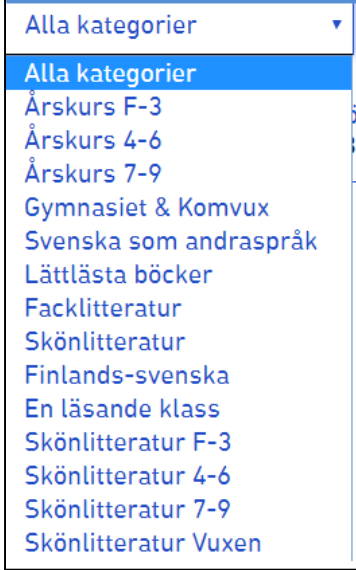 Alla kategorier
Alla kategorier
Årskurs F-3
Årskurs 4-6
Årskurs 7-9
Gymnasiet & Komvux
Svenska som andraspråk
Lättlästa böcker
Facklitteratur
Skönlitteratur
Finlands-svenska
En läsande klass
Skönlitteratur F-3
Skönlitteratur 4-6
Skönlitteratur 7-9
Skönlitteratur Vuxen